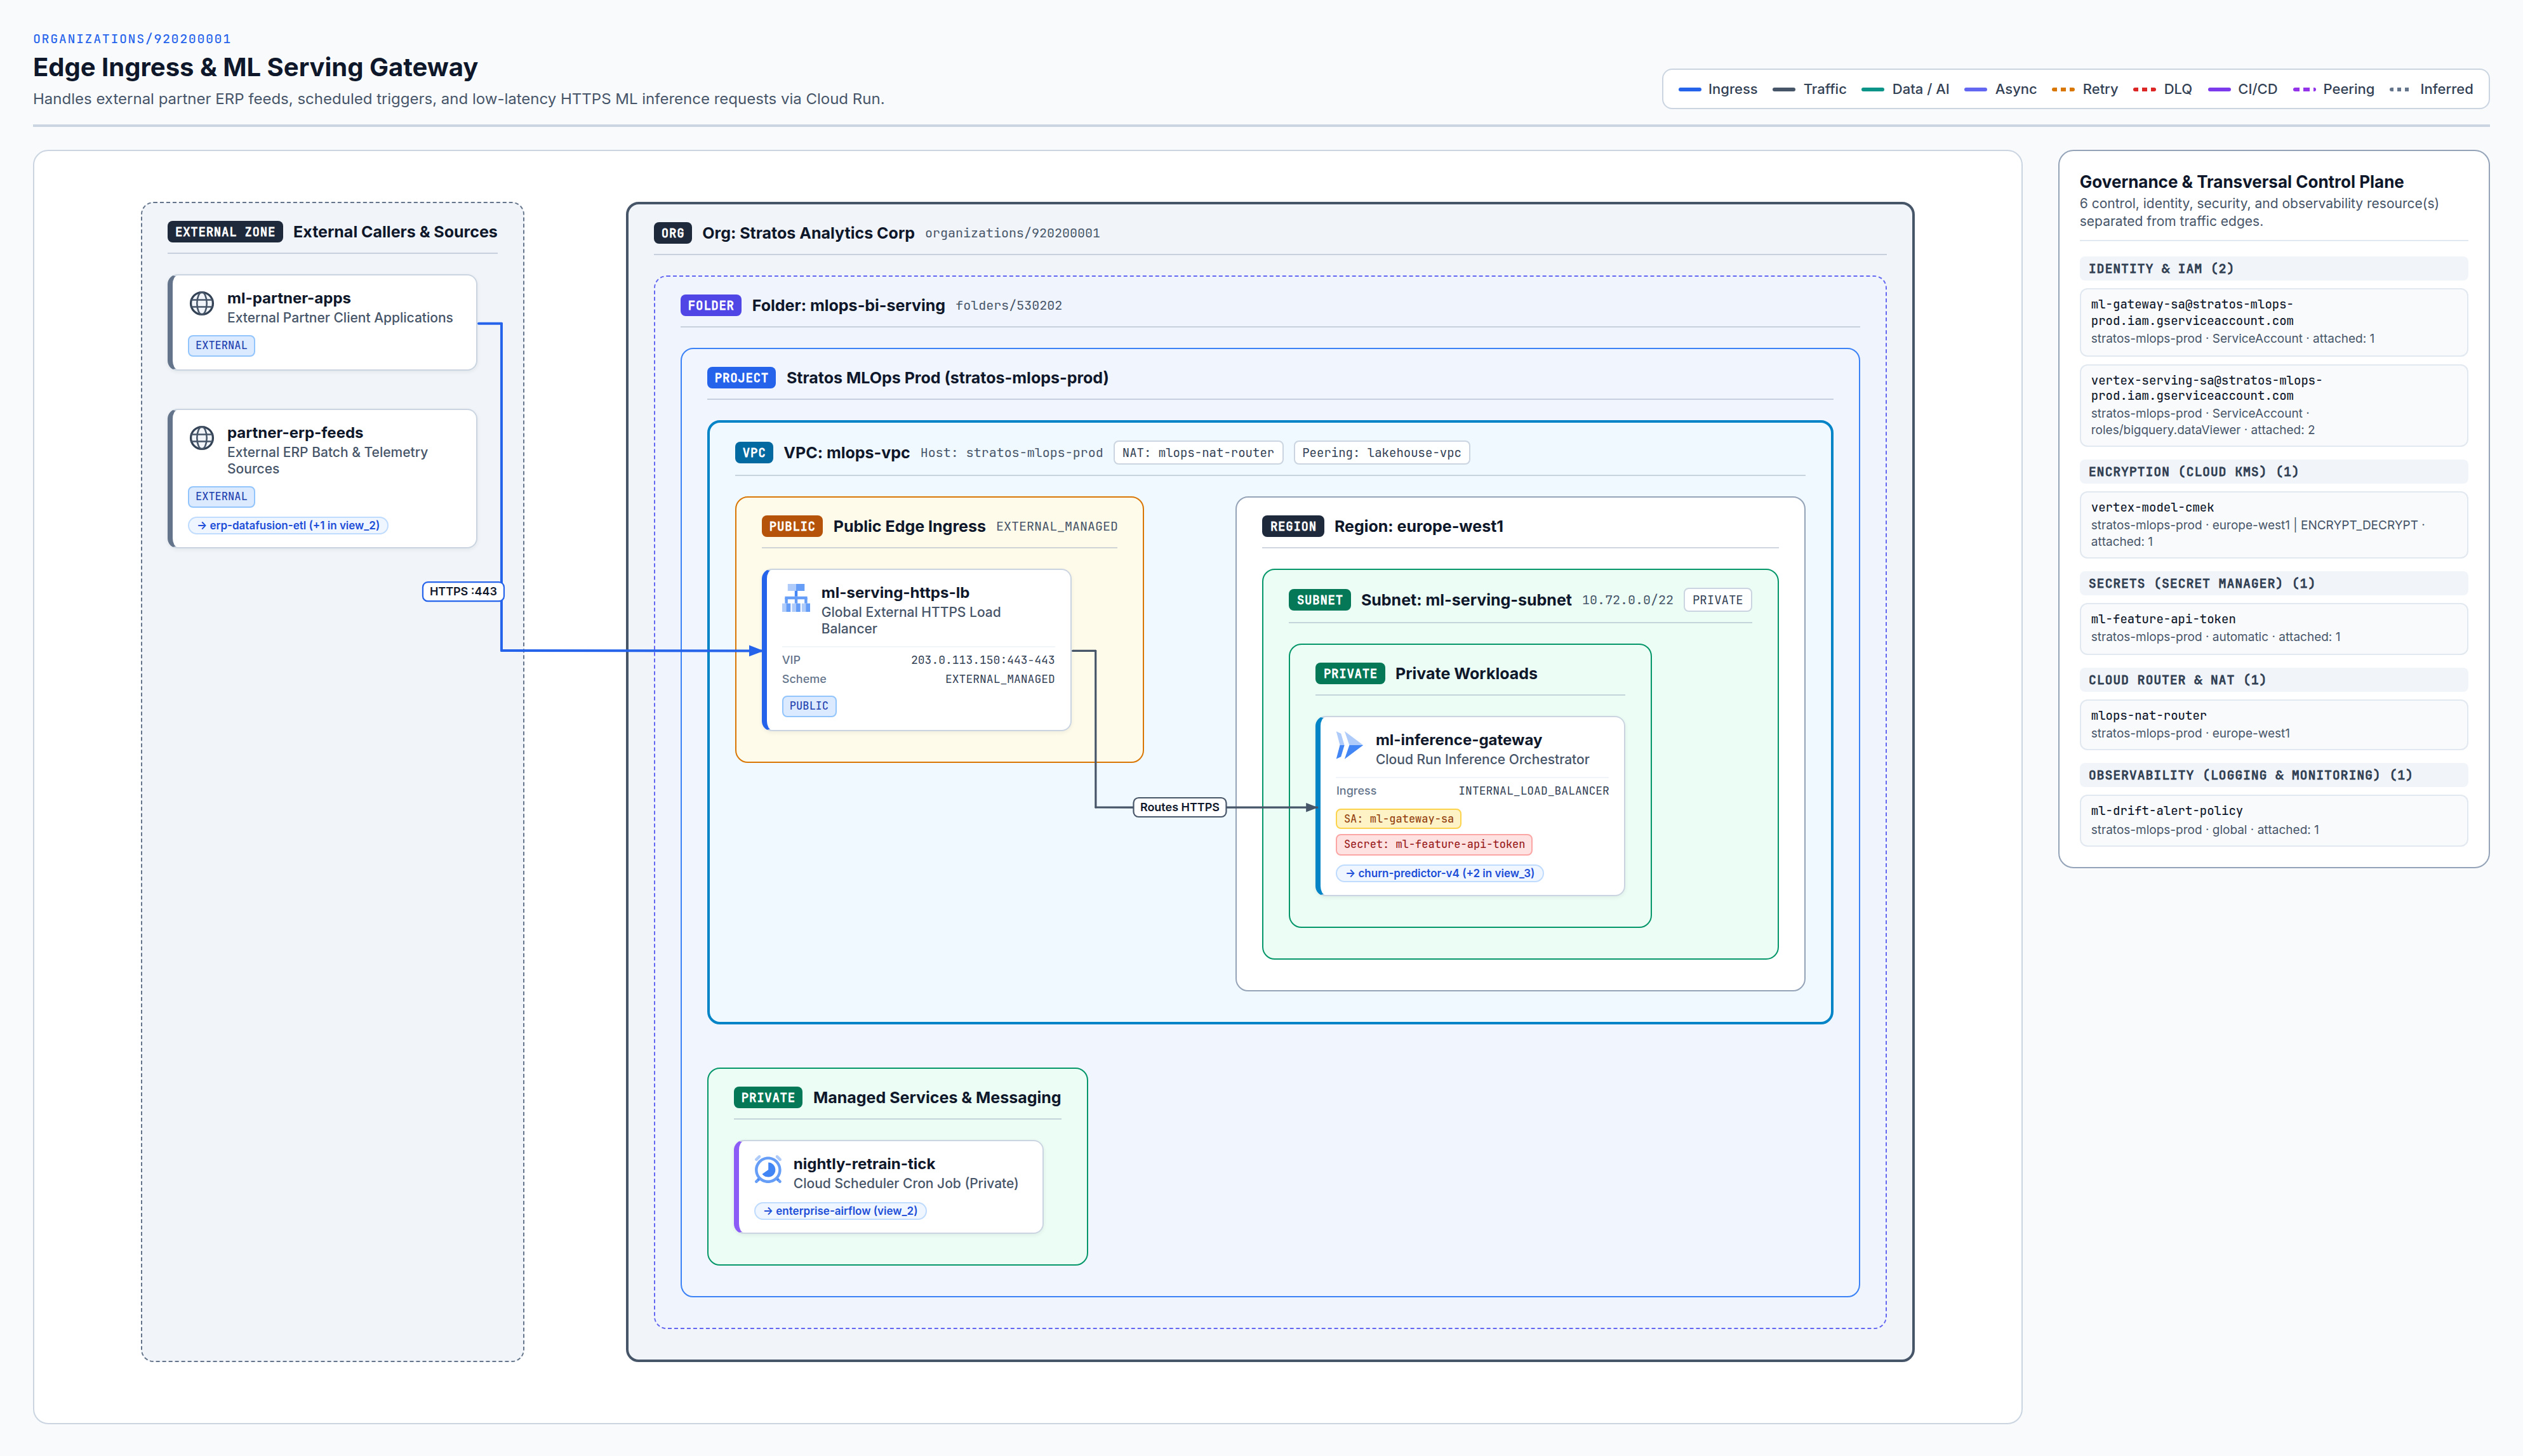 ORGANIZATIONS/920200001
Edge Ingress & ML Serving Gateway
Handles external partner ERP feeds, scheduled triggers, and low-latency HTTPS ML inference requests via Cloud Run.
Ingress
Traffic
Data / AI
Async
Retry
DLQ
CI/CD
Peering
Inferred
EXTERNAL ZONE External Callers & Sources
ml-partner-apps
External Partner Client Applications
EXTERNAL
partner-erp-feeds
External ERP Batch & Telemetry
Sources
EXTERNAL
→ erp-datafusion-etl (+1 in view_2)
HTTPS :443
ORG Org: Stratos Analytics Corp organizations/920200001
FOLDER Folder: mlops-bi-serving folders/530202
PROJECT Stratos MLOps Prod (stratos-mlops-prod)
VPC VPC: mlops-vpc Host: stratos-mlops-prod NAT: mlops-nat-router Peering: lakehouse-vpc
PUBLIC Public Edge Ingress EXTERNAL_MANAGED
ml-serving-https-lb
Global External HTTPS Load
Balancer
VIP 203.0.113.150:443-443
Scheme EXTERNAL_MANAGED
PUBLIC
Routes HTTPS
REGION Region: europe-west1
SUBNET Subnet: ml-serving-subnet 10.72.0.0/22 PRIVATE
PRIVATE Private Workloads
ml-inference-gateway
Cloud Run Inference Orchestrator
Ingress INTERNAL_LOAD_BALANCER
SA: ml-gateway-sa
Secret: ml-feature-api-token
→ churn-predictor-v4 (+2 in view_3)
PRIVATE Managed Services & Messaging
nightly-retrain-tick
Cloud Scheduler Cron Job (Private)
→ enterprise-airflow (view_2)
Governance & Transversal Control Plane
6 control, identity, security, and observability resource(s)
separated from traffic edges.
IDENTITY & IAM (2)
ml-gateway-sa@stratos-mlops-
prod.iam.gserviceaccount.com
stratos-mlops-prod · ServiceAccount · attached: 1
vertex-serving-sa@stratos-mlops-
prod.iam.gserviceaccount.com
stratos-mlops-prod · ServiceAccount ·
roles/bigquery.dataViewer · attached: 2
ENCRYPTION (CLOUD KMS) (1)
vertex-model-cmek
stratos-mlops-prod · europe-west1 | ENCRYPT_DECRYPT ·
attached: 1
SECRETS (SECRET MANAGER) (1)
ml-feature-api-token
stratos-mlops-prod · automatic · attached: 1
CLOUD ROUTER & NAT (1)
mlops-nat-router
stratos-mlops-prod · europe-west1
OBSERVABILITY (LOGGING & MONITORING) (1)
ml-drift-alert-policy
stratos-mlops-prod · global · attached: 1